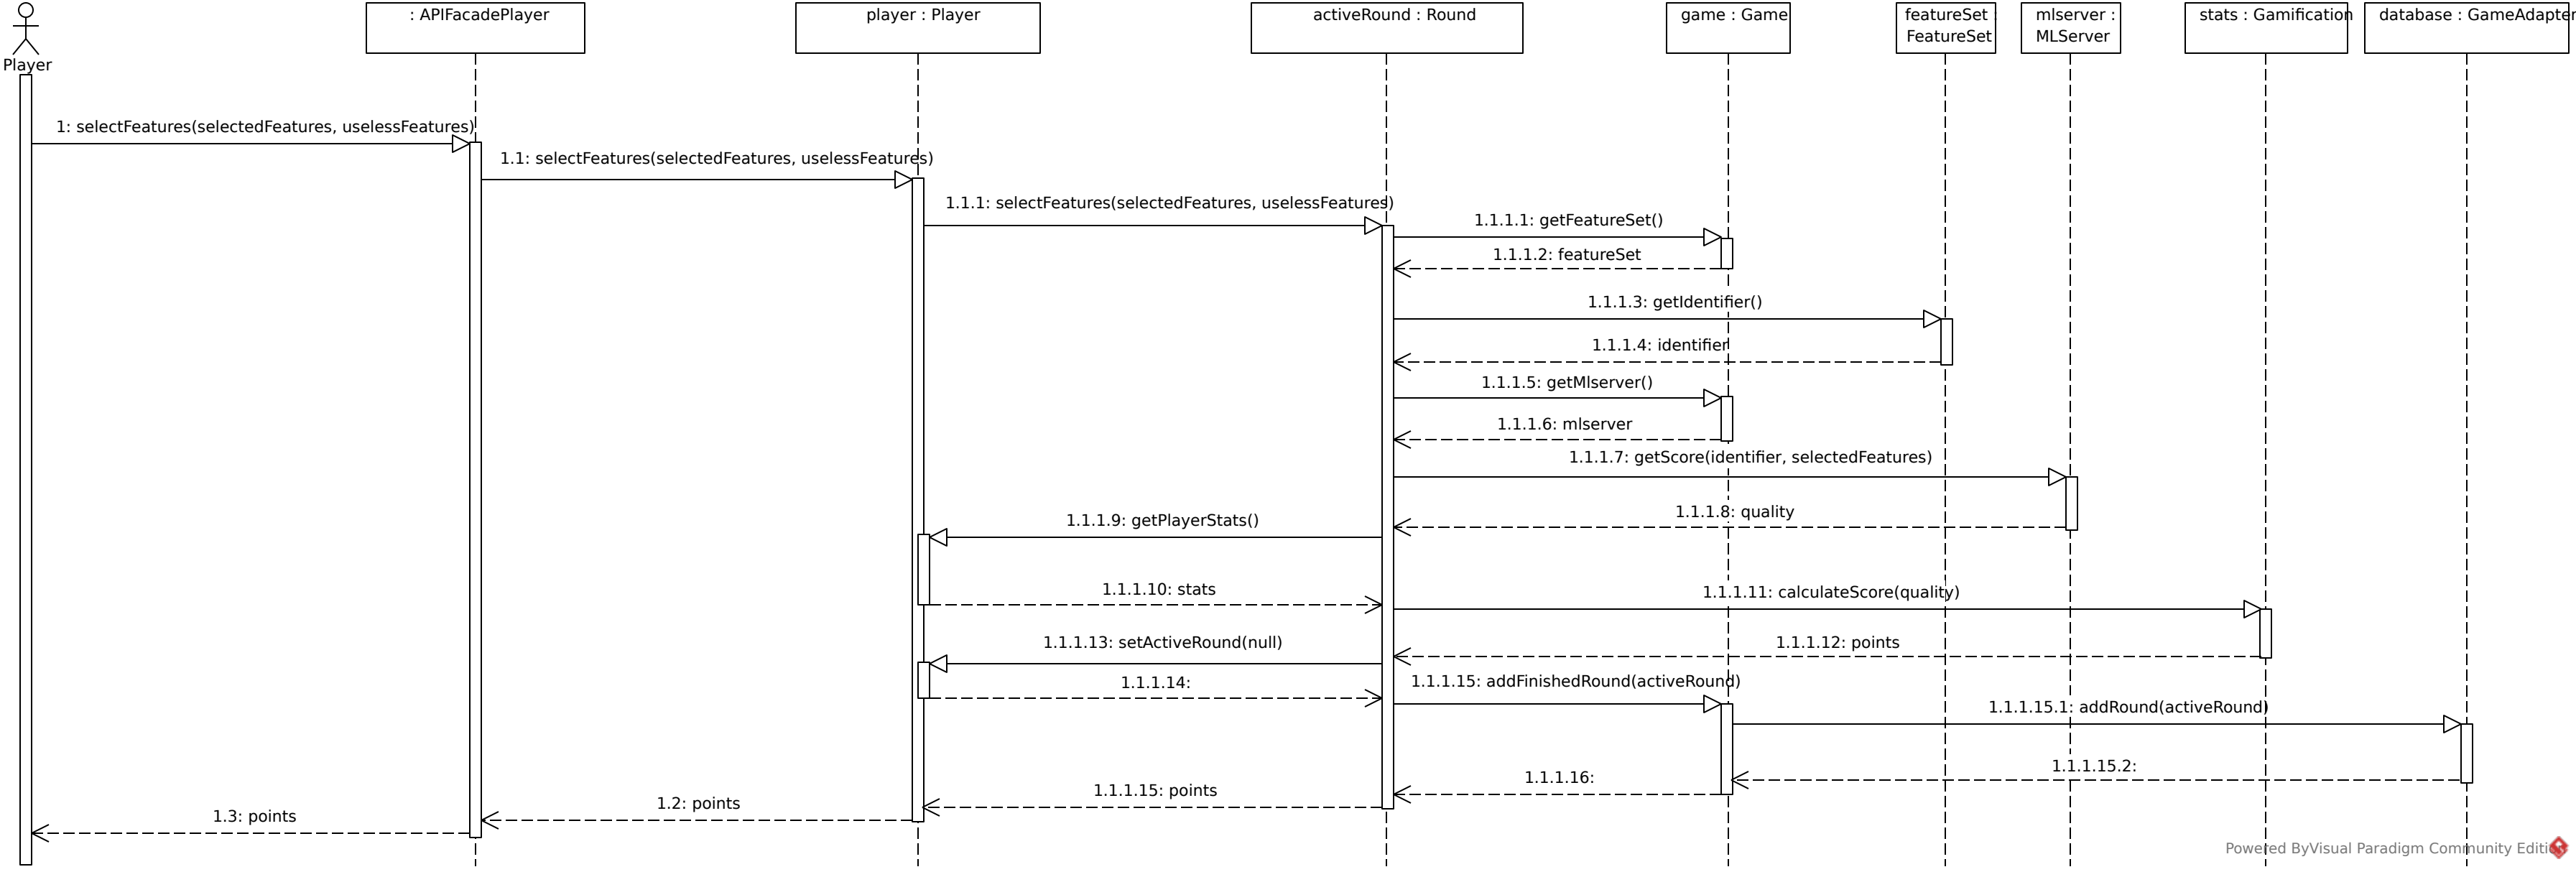 Player
: APIFacadePlayer
player : Player
activeRound : Round
game : Game
featureSet :
FeatureSet
mlserver :
MLServer
stats : Gamification
database : GameAdapter
1: selectFeatures(selectedFeatures, uselessFeatures)
1.1: selectFeatures(selectedFeatures, uselessFeatures)
1.1.1: selectFeatures(selectedFeatures, uselessFeatures)
1.1.1.1: getFeatureSet()
1.1.1.2: featureSet
1.1.1.3: getIdentifier()
1.1.1.4: identifier
1.1.1.5: getMlserver()
1.1.1.6: mlserver
1.1.1.7: getScore(identifier, selectedFeatures)
1.1.1.8: quality
1.1.1.9: getPlayerStats()
1.1.1.10: stats
1.1.1.11: calculateScore(quality)
1.1.1.12: points
1.1.1.13: setActiveRound(null)
1.1.1.14:
1.1.1.15: addFinishedRound(activeRound)
1.1.1.15.1: addRound(activeRound)
1.1.1.15.2:
1.1.1.16:
1.1.1.15: points
1.2: points
1.3: points
Powered ByVisual Paradigm Community Edition